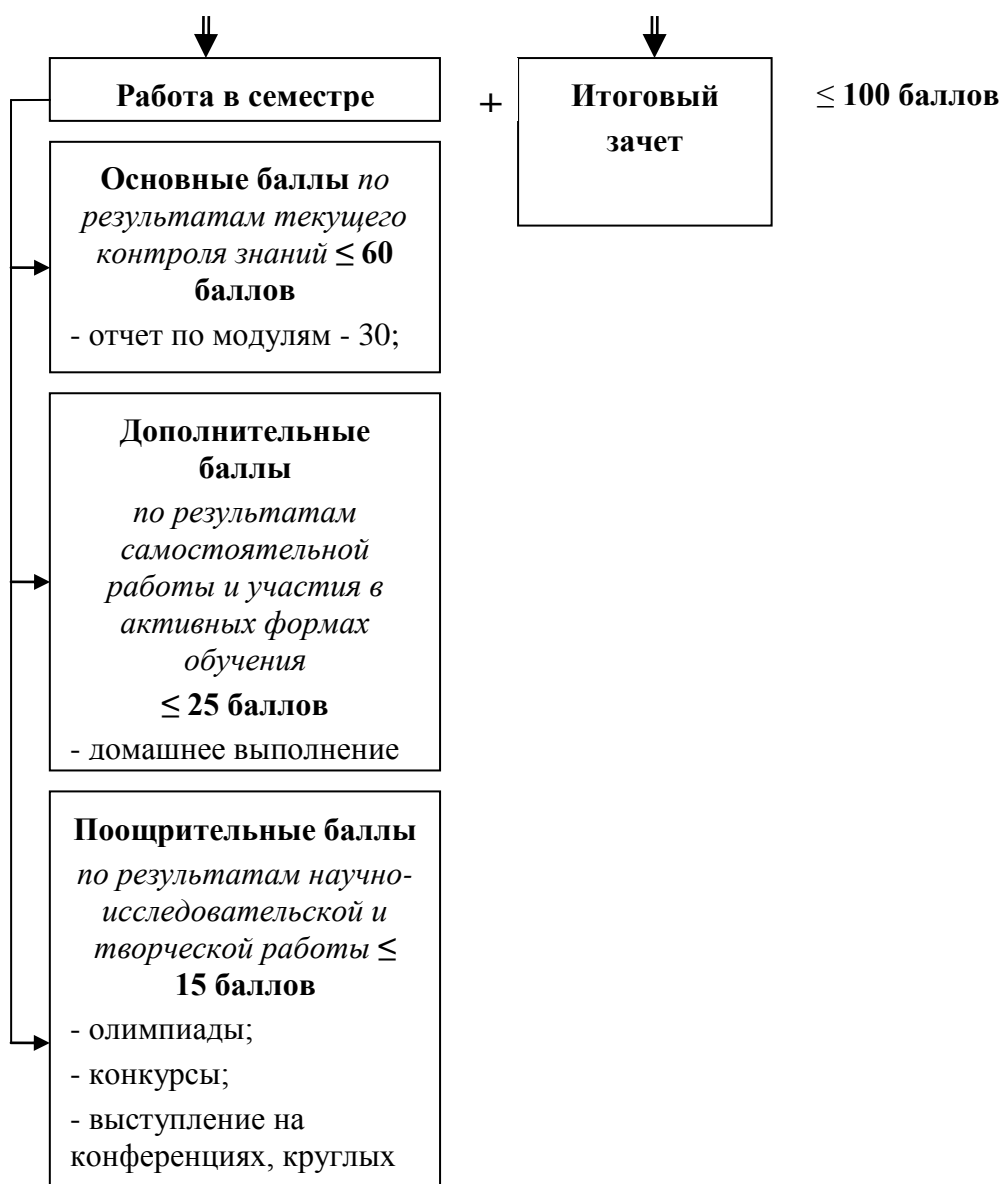 Работа в семестре
+
Итоговый
зачет
≤ 100 баллов
Основные баллы по
результатам текущего
контроля знаний ≤ 60
баллов
- отчет по модулям - 30;
Дополнительные
баллы
по результатам
самостоятельной
работы и участия в
активных формах
обучения
≤ 25 баллов
- домашнее выполнение
Поощрительные баллы
по результатам научно-
исследовательской и
творческой работы ≤
15 баллов
- олимпиады;
- конкурсы;
- выступление на
конференциях, круглых